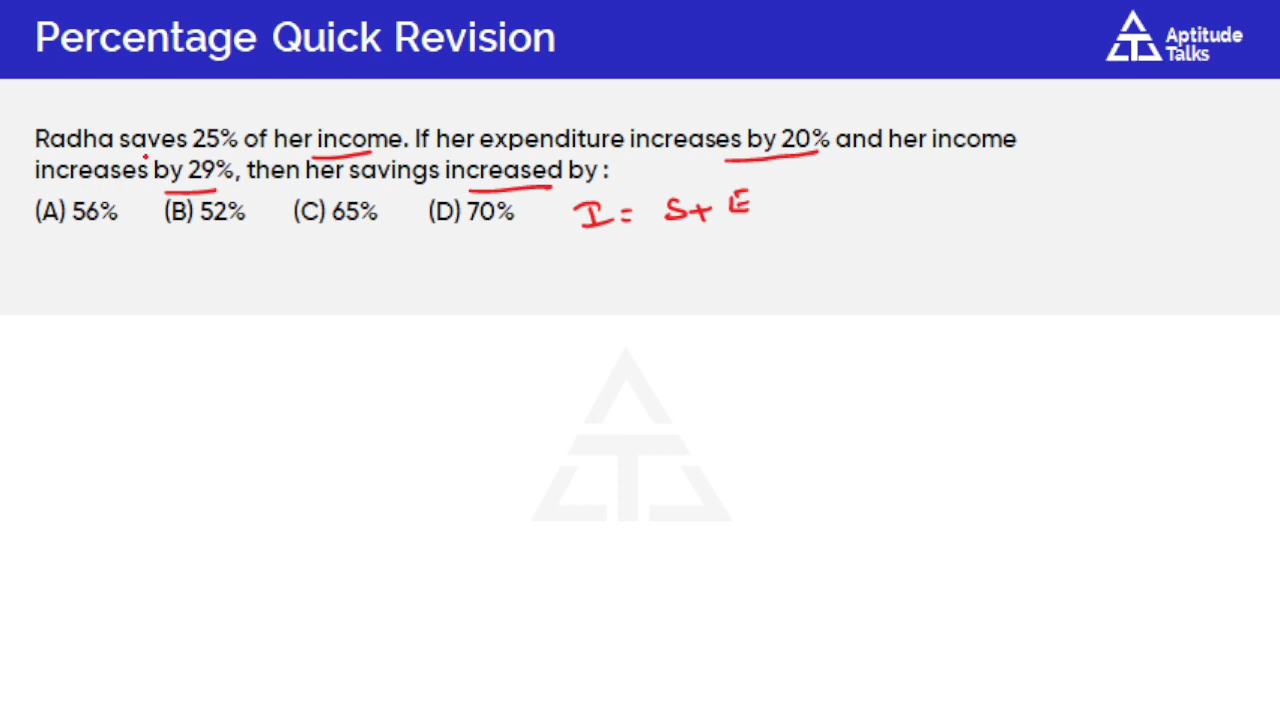 Percentage Quick Revision
Aptitude
Talks
Radha saves 25% of her income. If her expenditure increases by 20% and her income
increases by 29%, then her savings increased by :
(A) 56% (B) 52% (C) 65% (D) 70%
I = S + E